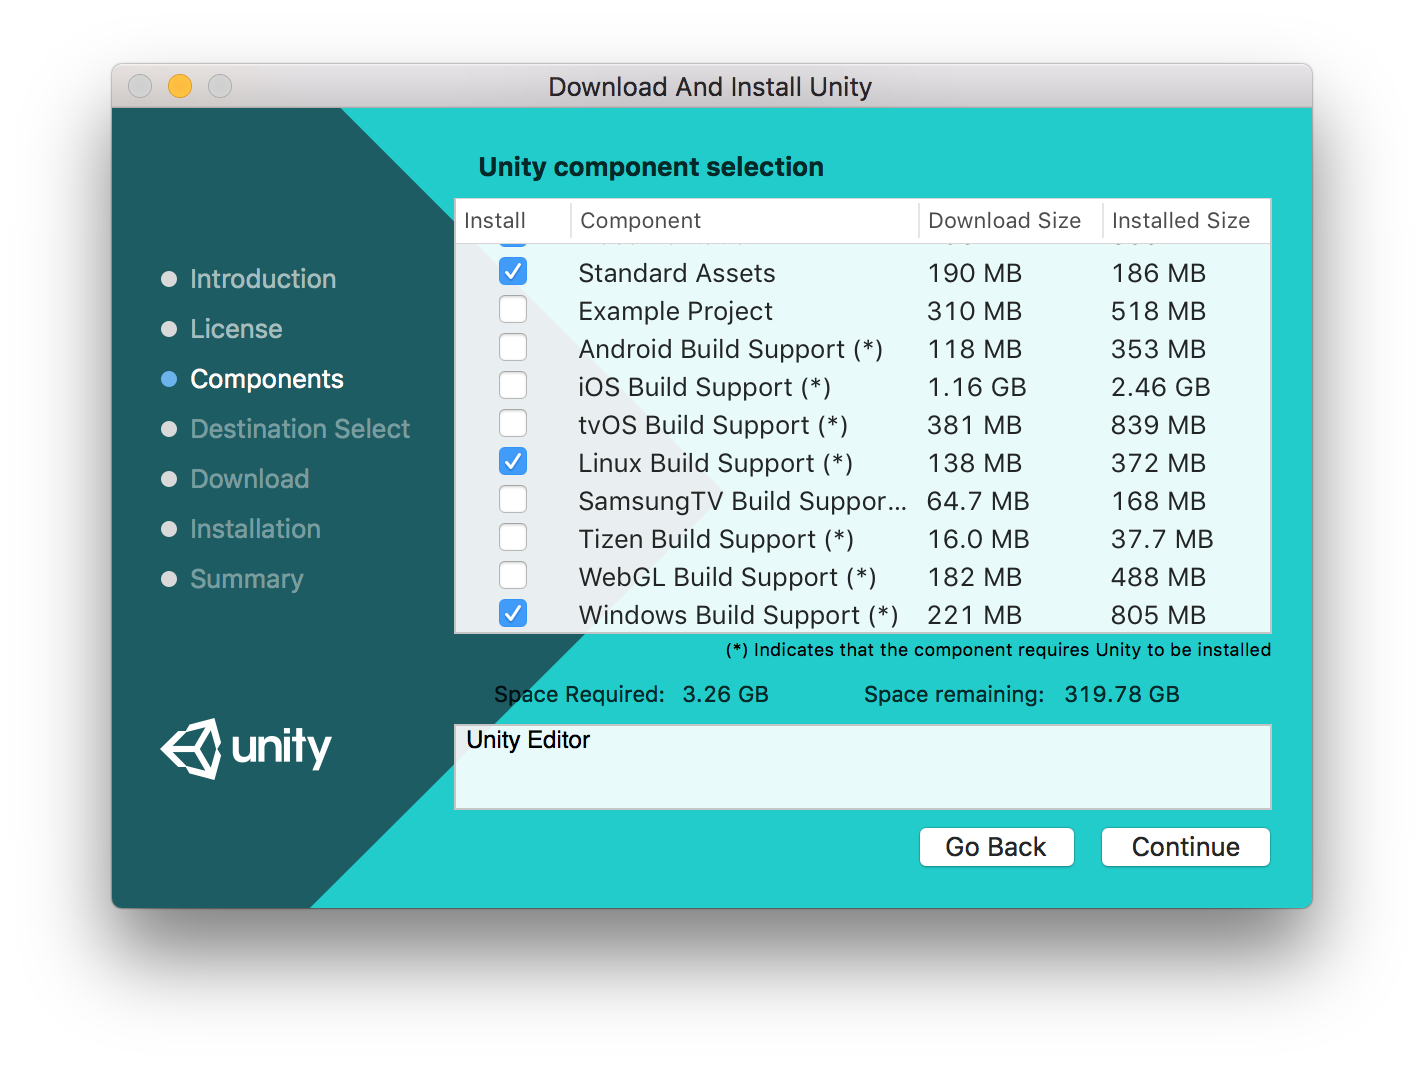 Download And Install Unity
Unity component selection
Install Component Download Size Installed Size
Standard Assets 190 MB 186 MB
Example Project 310 MB 518 MB
Android Build Support (*) 118 MB 353 MB
iOS Build Support (*) 1.16 GB 2.46 GB
tvOS Build Support (*) 381 MB 839 MB
Linux Build Support (*) 138 MB 372 MB
SamsungTV Build Suppor... 64.7 MB 168 MB
Tizen Build Support (*) 16.0 MB 37.7 MB
WebGL Build Support (*) 182 MB 488 MB
Windows Build Support (*) 221 MB 805 MB
(*) Indicates that the component requires Unity to be installed
Space Required: 3.26 GB Space remaining: 319.78 GB
Unity Editor
Go Back Continue
Introduction
License
Components
Destination Select
Download
Installation
Summary
unity